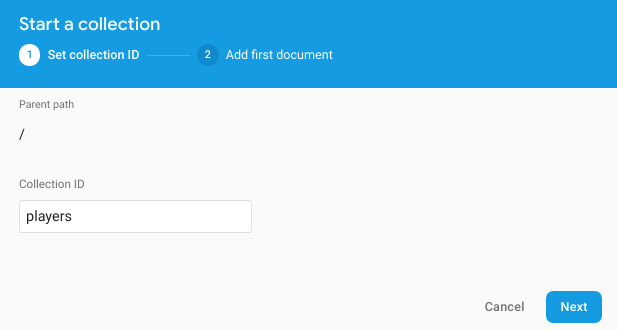 Start a collection
1 Set collection ID 2 Add first document
Parent path
/
Collection ID
players
Cancel Next